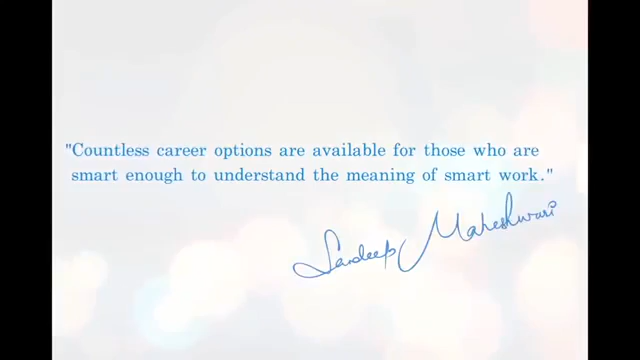 "Countless career options are available for those who are
smart enough to understand the meaning of smart work."
Sandeep Maheshwari